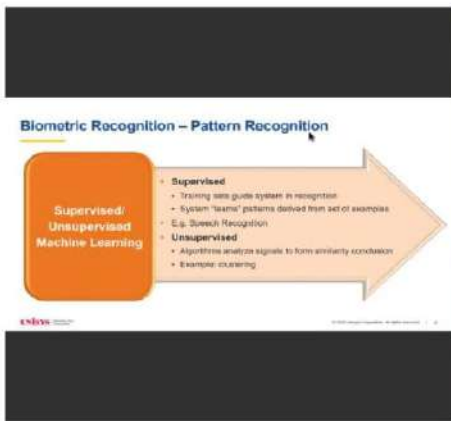 Biometric Recognition – Pattern Recognition
Supervised/
Unsupervised
Machine Learning
• Supervised
• Training sets guide system in recognition
• System "learns" patterns derived from set of examples
• E.g. Speech Recognition
• Unsupervised
• Algorithms analyze signals to form similarity conclusion
• Example: clustering
UNISYS